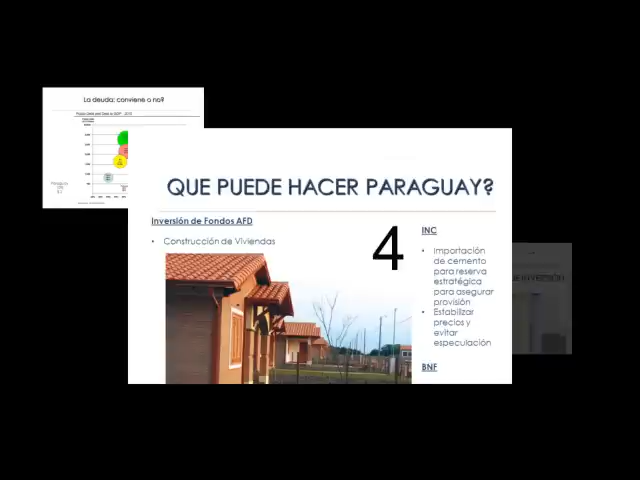 La deuda: conviene o no?
QUE PUEDE HACER PARAGUAY?
Inversión de Fondos AFD
• Construcción de Viviendas
4
INC
• Importación
de cemento
para reserva
estratégica
para asegurar
provisión
• Estabilizar
precios y
evitar
especulación
BNF